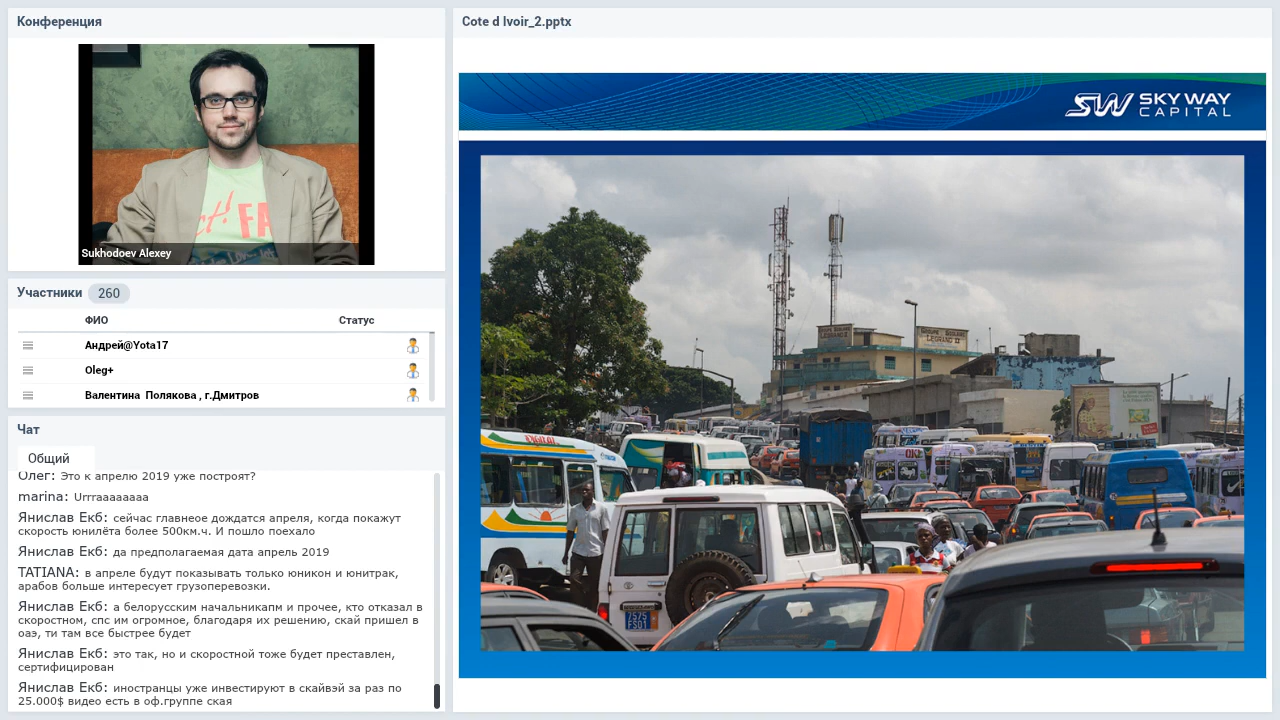 Конференция
Sukhodoev Alexey
Участники 260
ФИО Статус
Андрей@Yota17
Oleg+
Валентина Полякова , г.Дмитров
Чат
Общий
Олег: Это к апрелю 2019 уже построят?
marina: Urrraaaaaaaa
Янислав Екб: сейчас главнеое дождатся апреля, когда покажут
скорость юнилёта более 500км.ч. И пошло поехало
Янислав Екб: да предполагаемая дата апрель 2019
TATIANA: в апреле будут показывать только юникон и юнитрак,
арабов больше интересует грузоперевозки.
Янислав Екб: а белорусским начальникапм и прочее, кто отказал в
скоростном, спс им огромное, благодаря их решению, скай пришел в
оаэ, ти там все быстрее будет
Янислав Екб: это так, но и скоростной тоже будет преставлен,
сертифицирован
Янислав Екб: иностранцы уже инвестируют в скайвэй за раз по
25.000$ видео есть в оф.группе ская
Cote d Ivoir_2.pptx
SW SKY WAY
CAPITAL
LEGRAND II
LEGRAND II